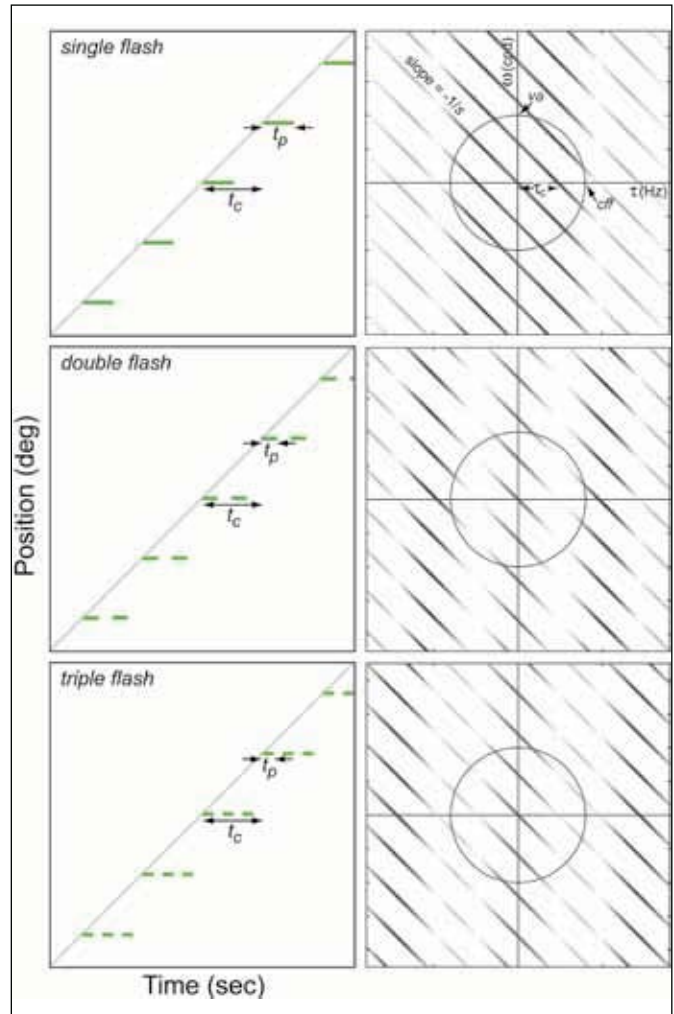 single flash
t_p
t_c
ω(cpd)
slope = -1/s
va
τ_c
τ(Hz)
cff
double flash
t_p
t_c
triple flash
t_p
t_c
Position (deg)
Time (sec)